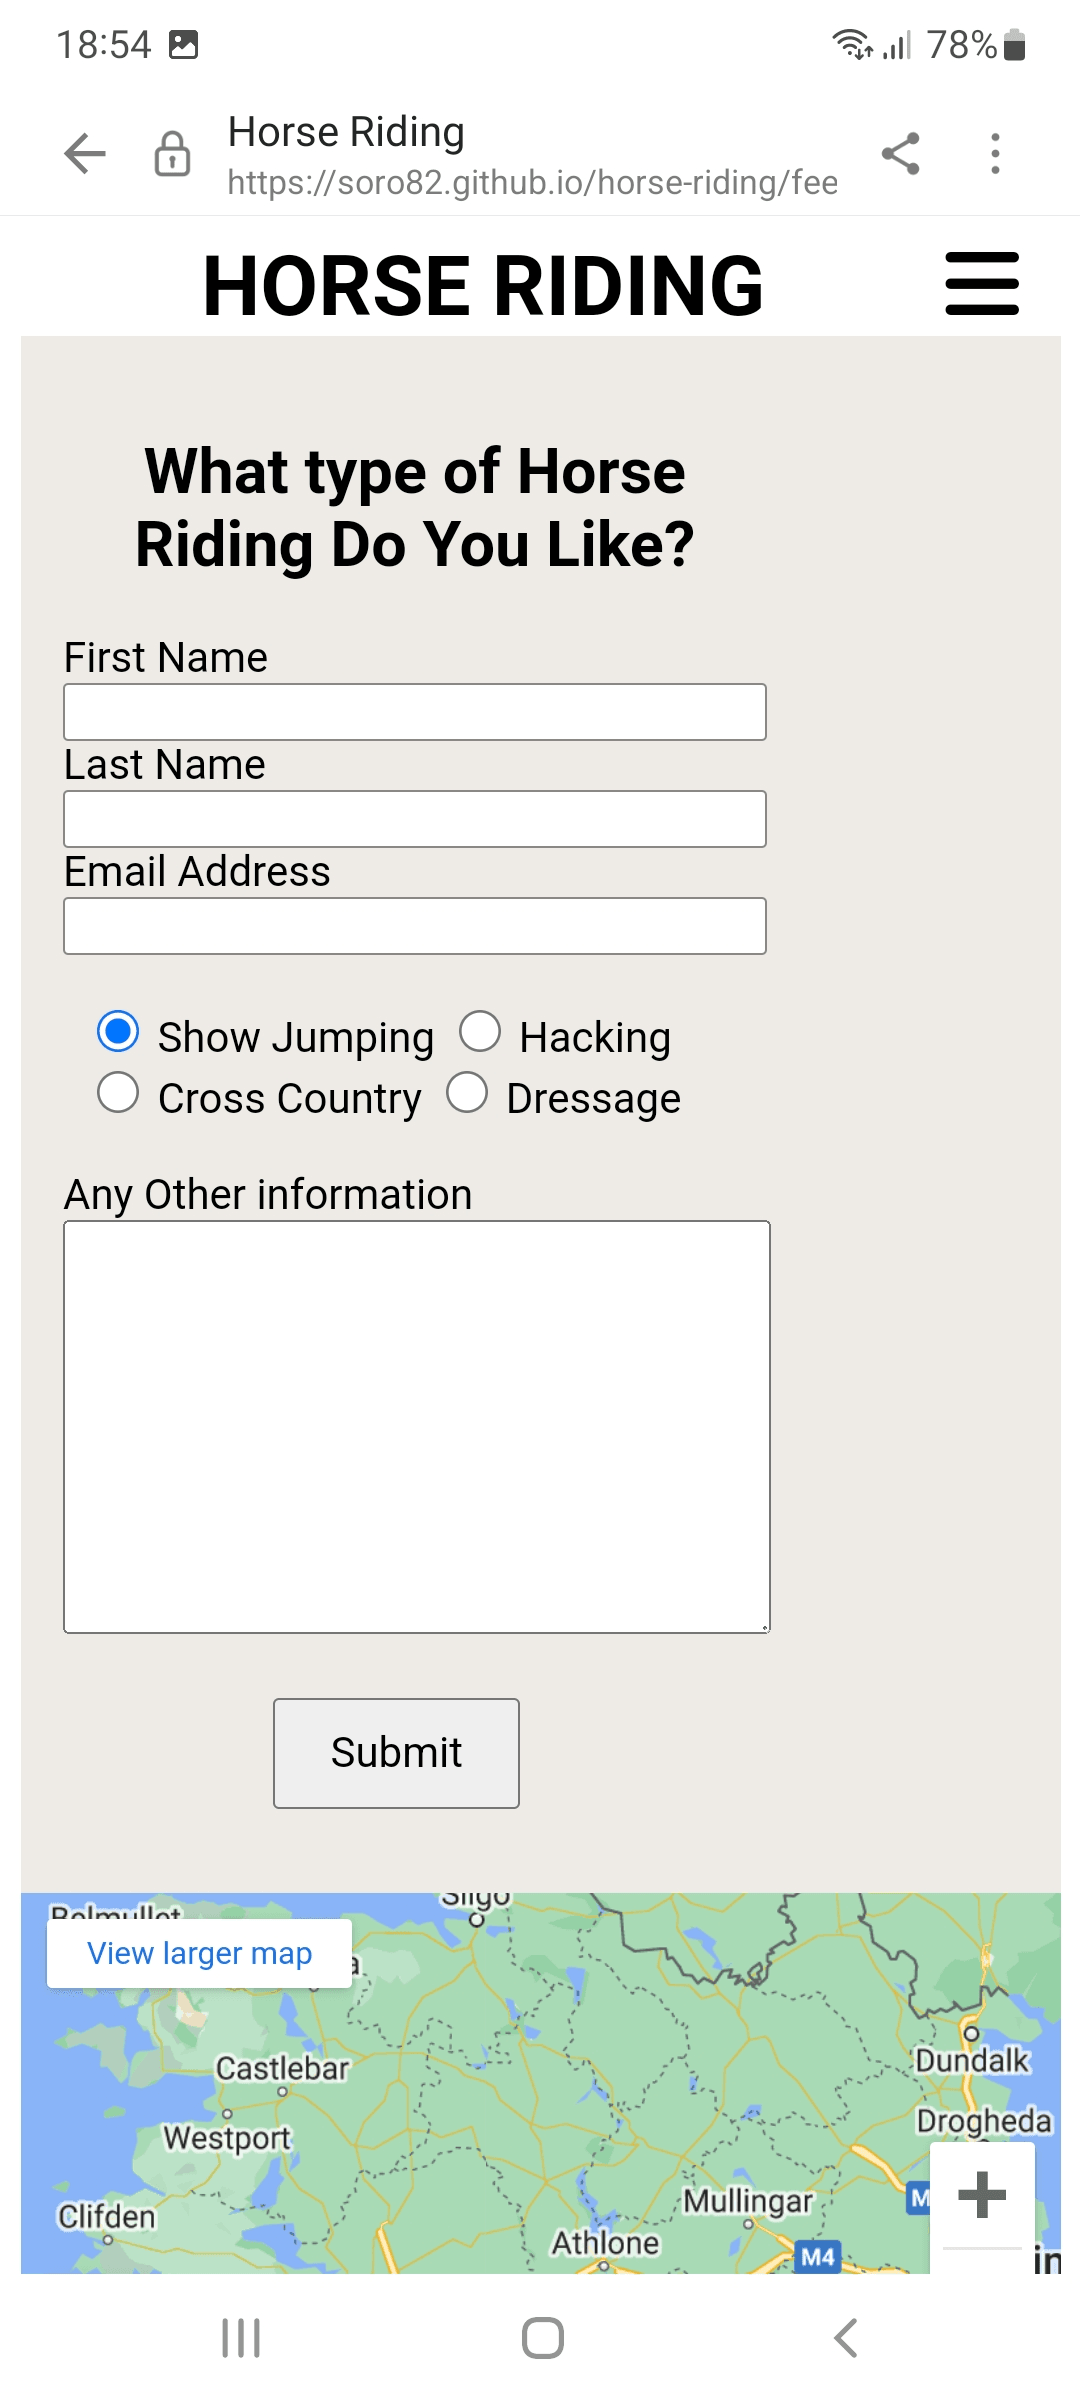 18:54
78%
Horse Riding
https://soro82.github.io/horse-riding/fee
HORSE RIDING
What type of Horse
Riding Do You Like?
First Name
Last Name
Email Address
Show Jumping Hacking
Cross Country Dressage
Any Other information
Submit
Sligo
Belmullet
View larger map
a
Castlebar
Dundalk
Westport
Drogheda
Clifden
Mullingar
M
Athlone
M4
in